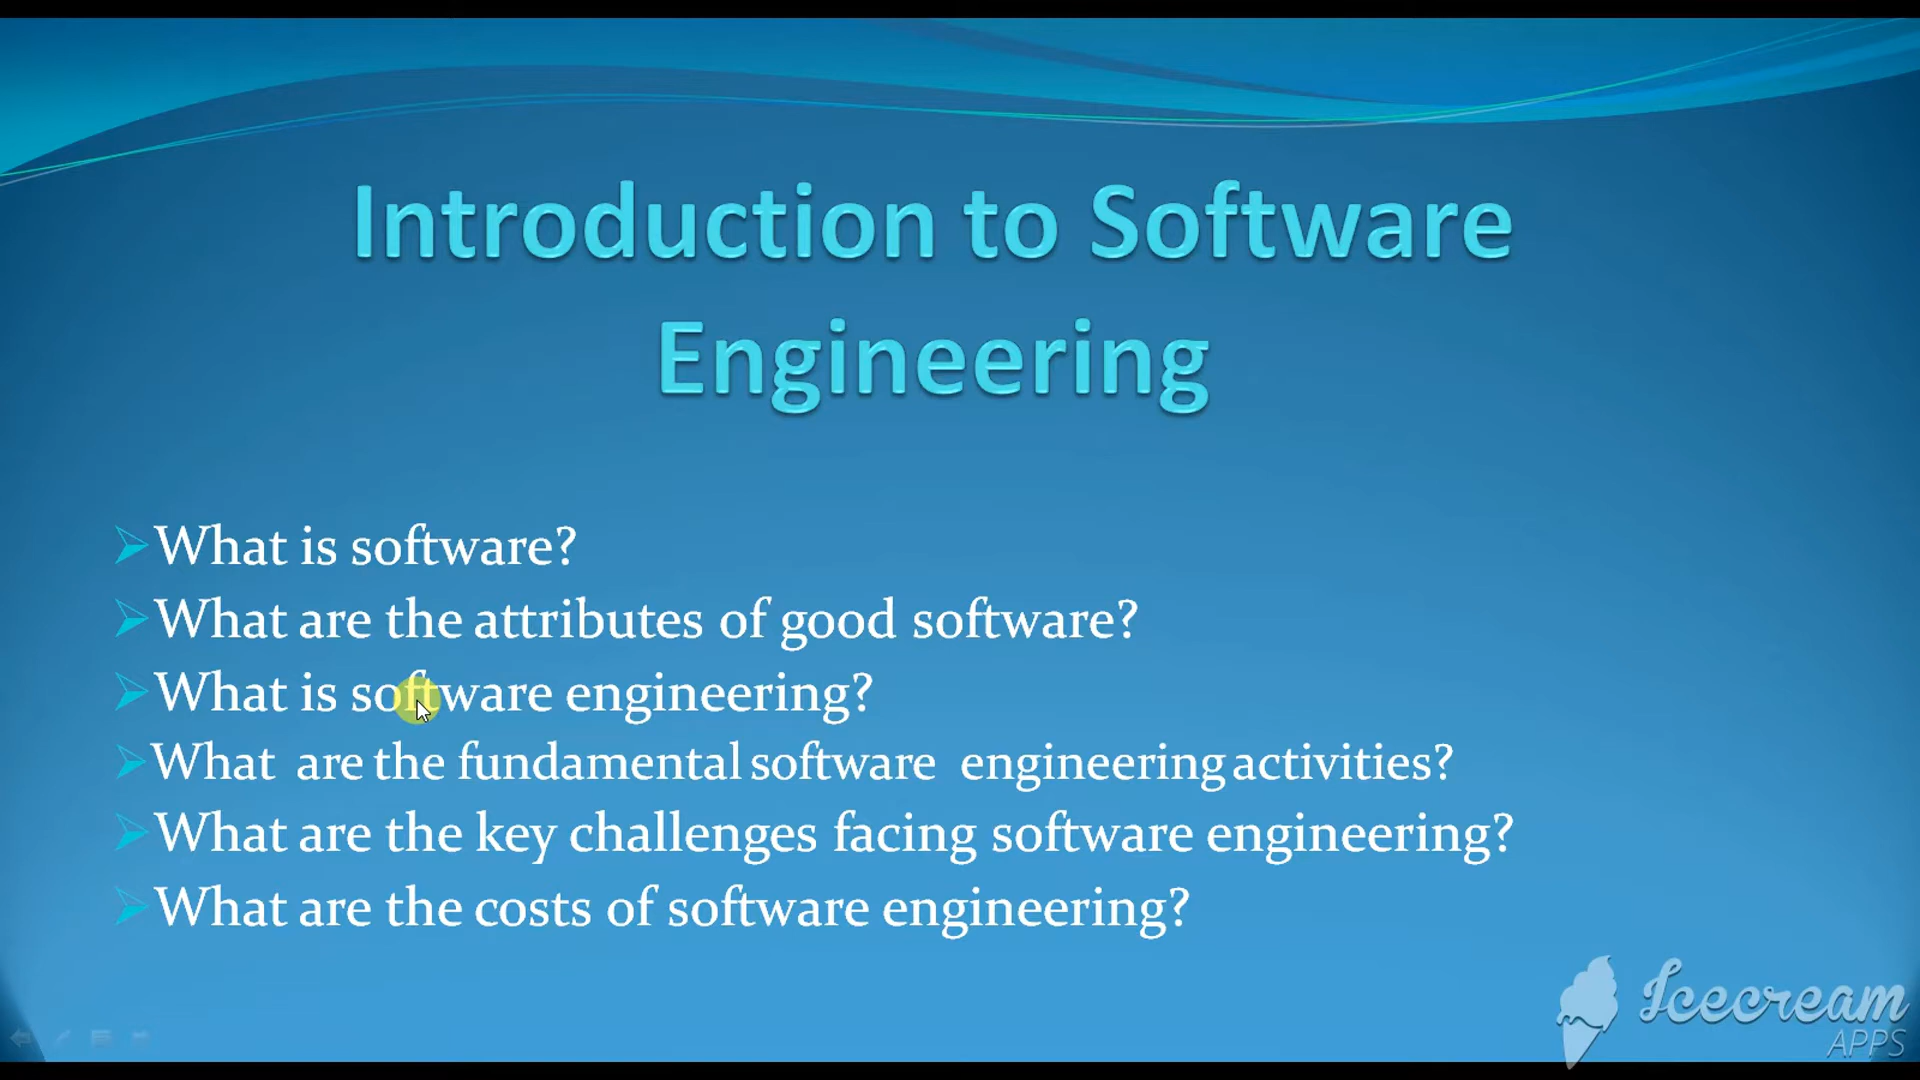 Introduction to Software
Engineering
What is software?
What are the attributes of good software?
What is software engineering?
What are the fundamental software engineering activities?
What are the key challenges facing software engineering?
What are the costs of software engineering?
Icecream
APPS